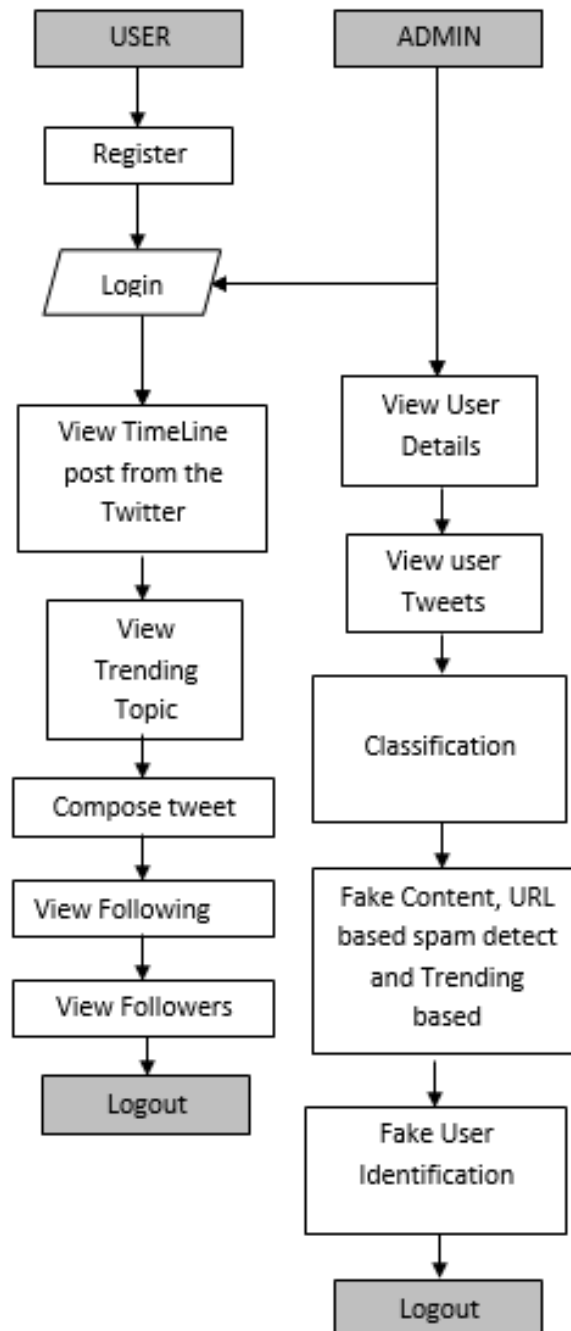 USER
Register
Login
View TimeLine
post from the
Twitter
View
Trending
Topic
Compose tweet
View Following
View Followers
Logout
ADMIN
View User
Details
View user
Tweets
Classification
Fake Content, URL
based spam detect
and Trending
based
Fake User
Identification
Logout